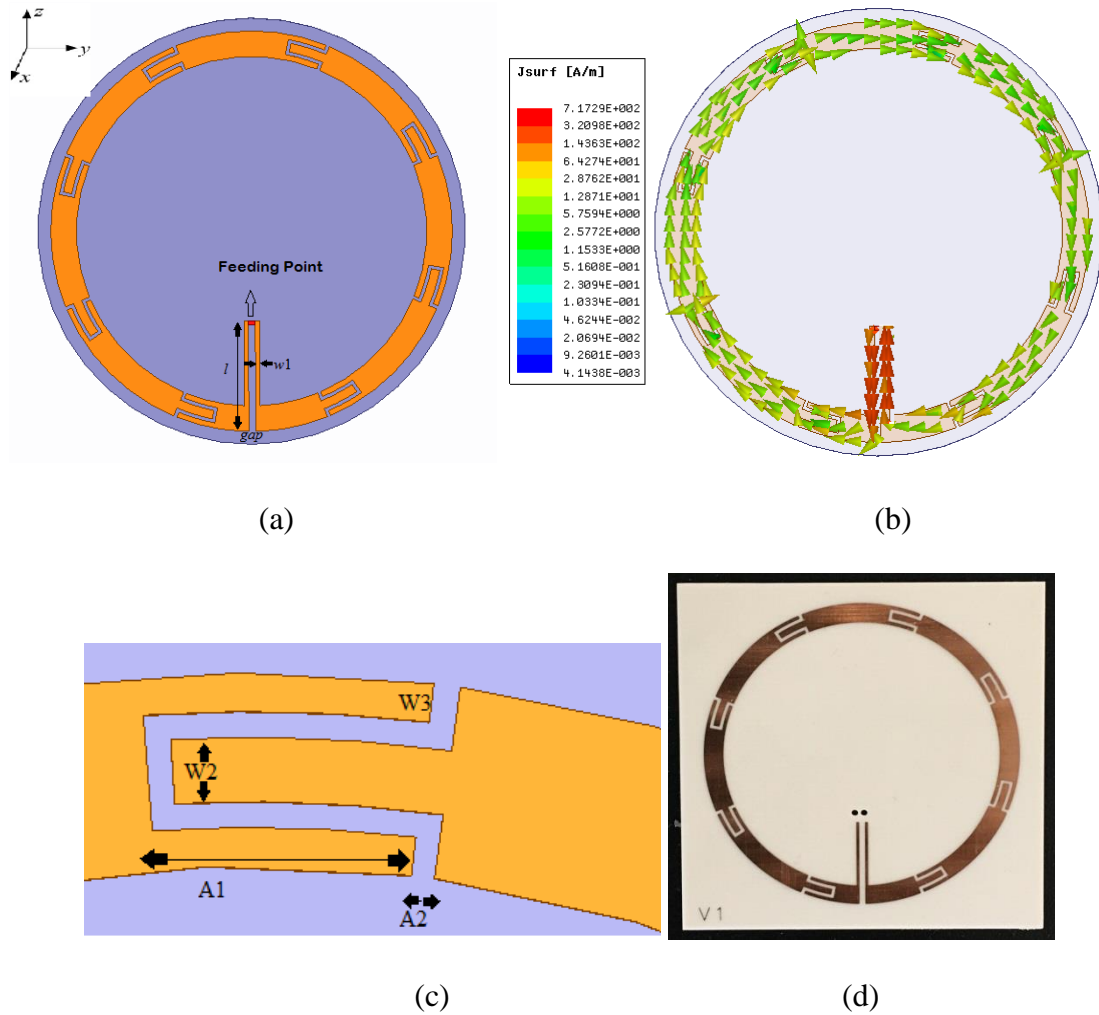 z
y
x
Feeding Point
l
w1
gap
(a)
Jsurf [A/m]
7.1729E+002
3.2098E+002
1.4363E+002
6.4274E+001
2.8762E+001
1.2871E+001
5.7594E+000
2.5772E+000
1.1533E+000
5.1608E-001
2.3094E-001
1.0334E-001
4.6244E-002
2.0694E-002
9.2601E-003
4.1438E-003
(b)
W3
W2
A1
A2
(c)
V1
(d)